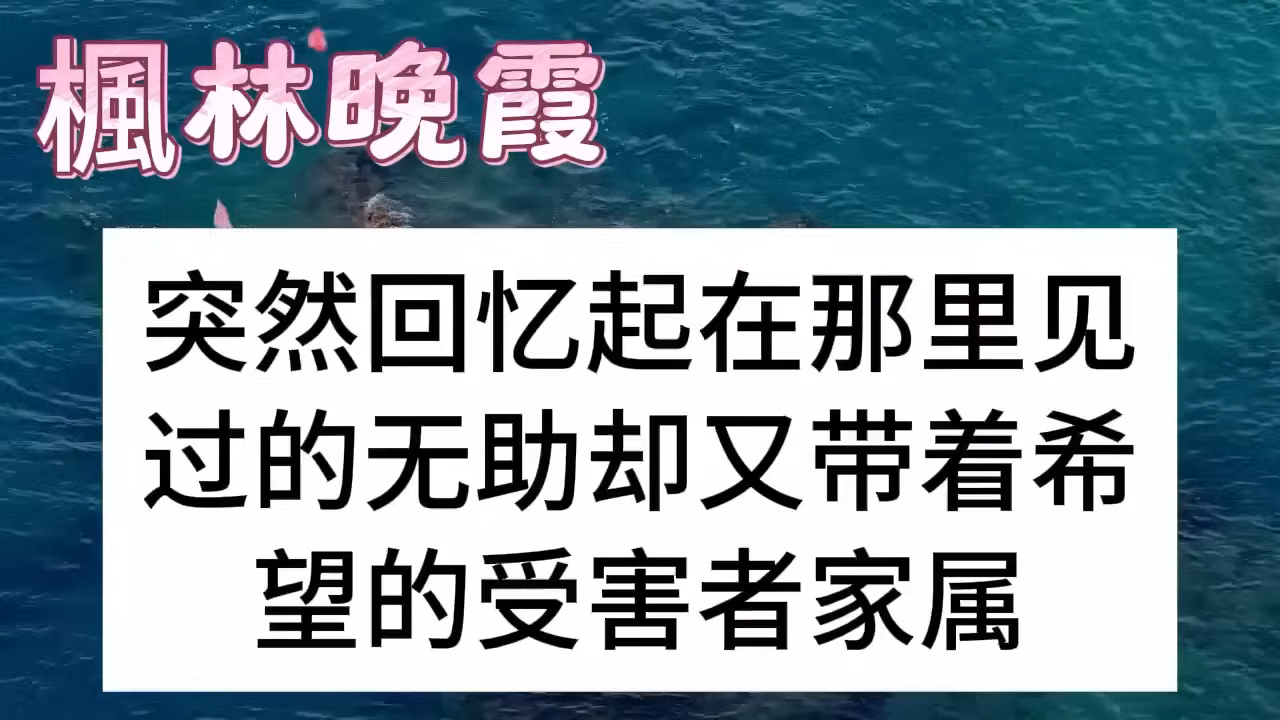 楓林晚霞
突然回忆起在那里见
过的无助却又带着希
望的受害者家属